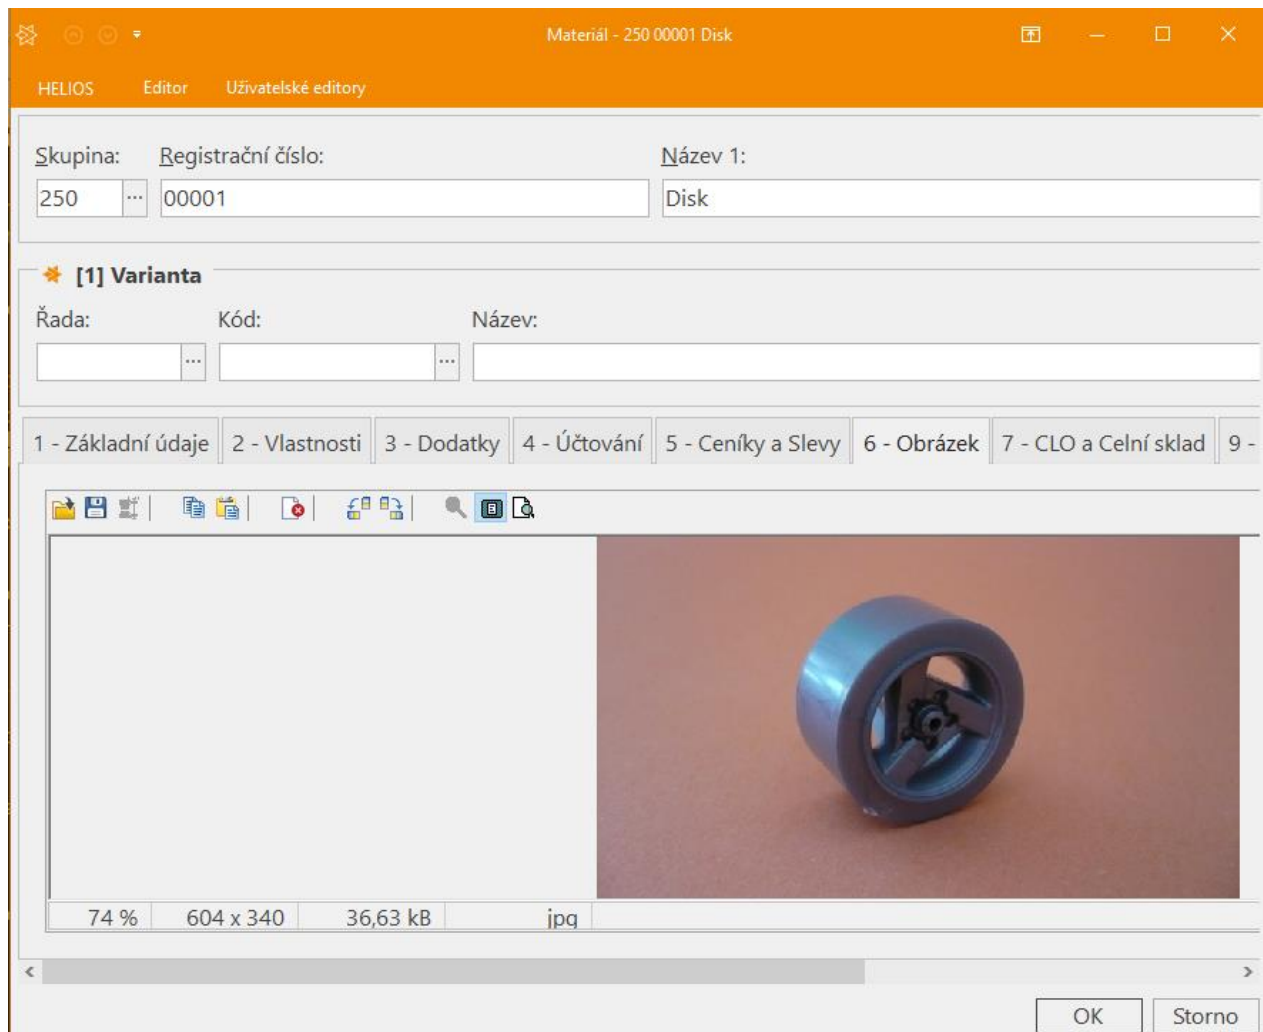 Materiál - 250 00001 Disk
HELIOS Editor Uživatelské editory
Skupina: Registrační číslo: Název 1:
250 ... 00001 Disk
[1] Varianta
Řada: Kód: Název:
... ...
1 - Základní údaje 2 - Vlastnosti 3 - Dodatky 4 - Účtování 5 - Ceníky a Slevy 6 - Obrázek 7 - CLO a Celní sklad 9 -
74 % 604 x 340 36,63 kB jpg
OK Storno